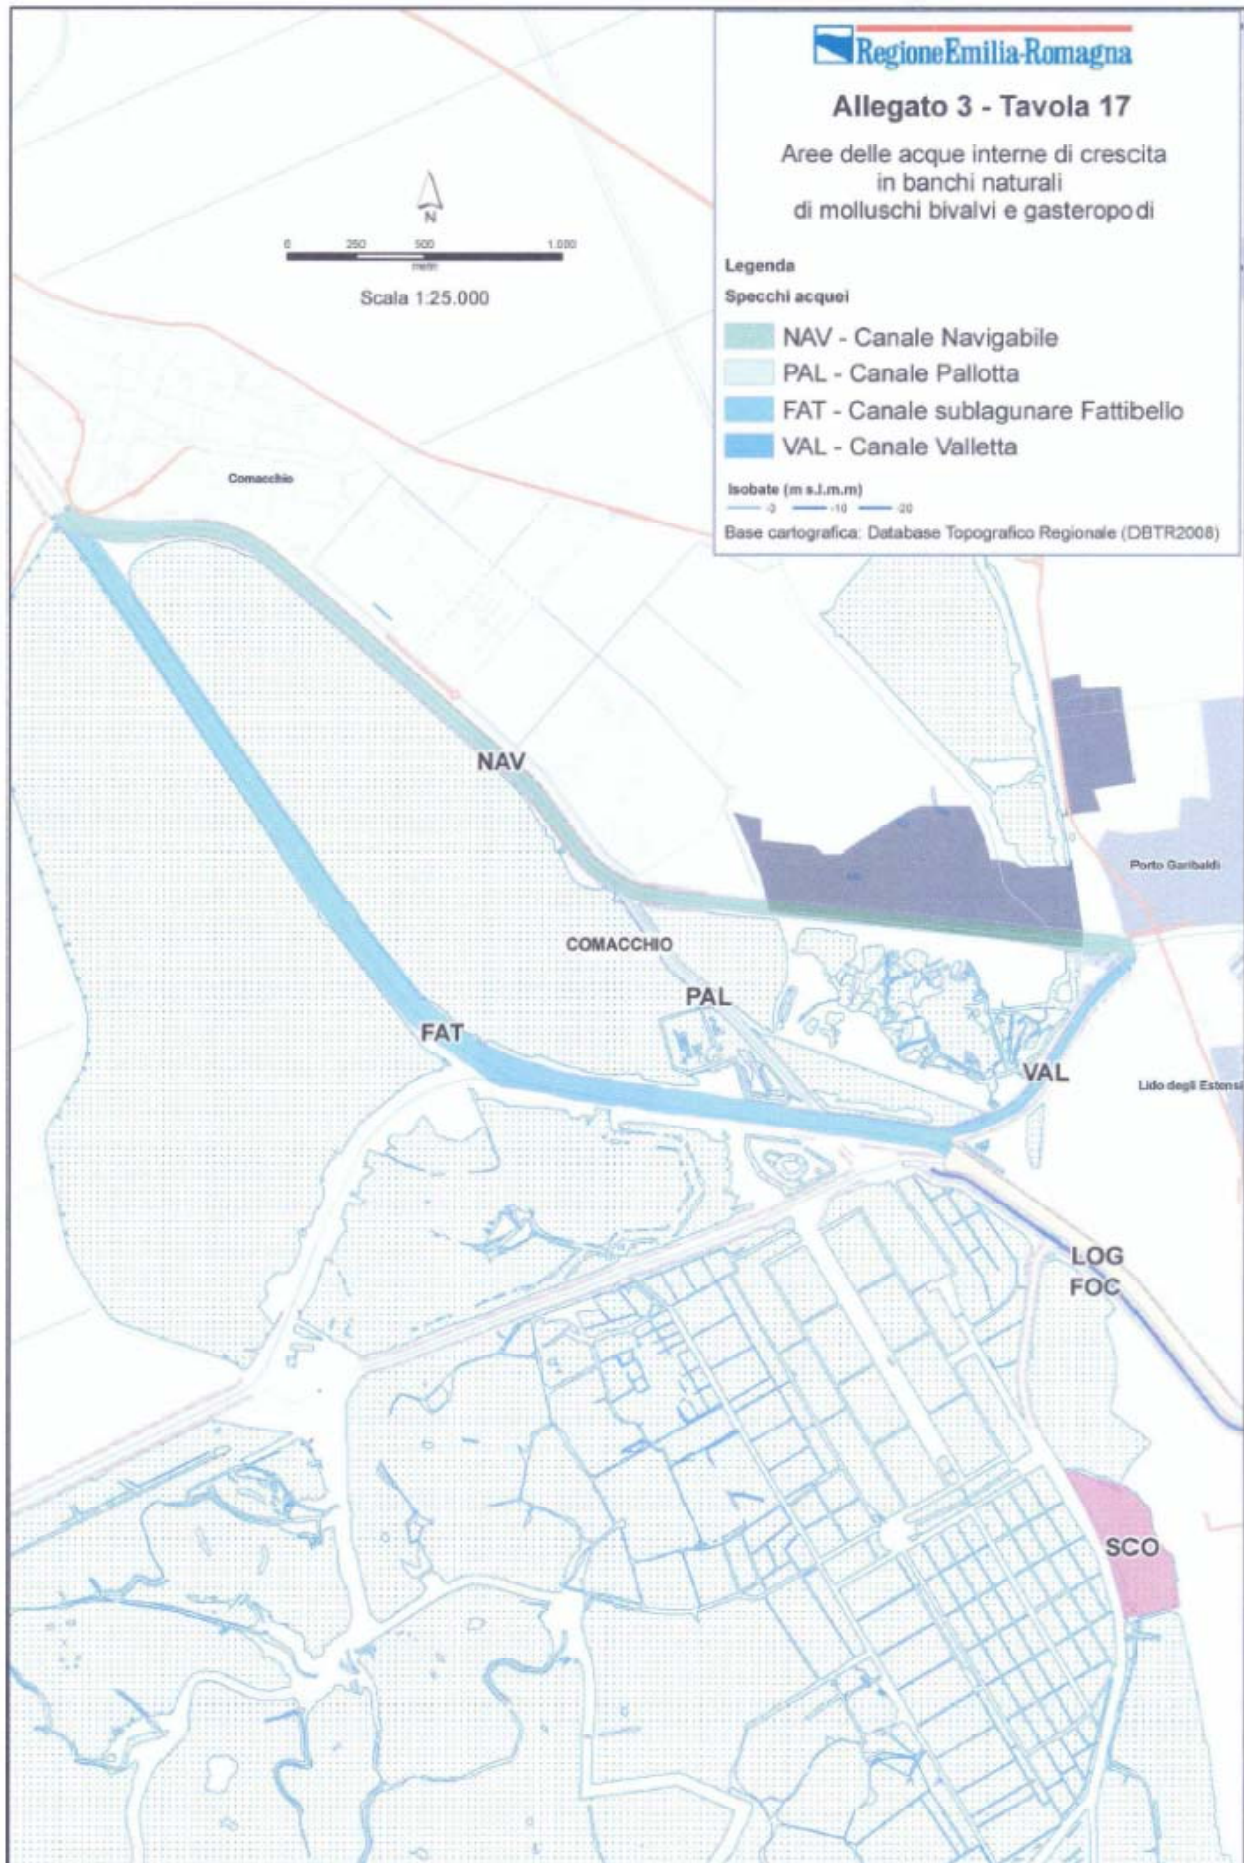 RegioneEmilia-Romagna
Allegato 3 - Tavola 17
Aree delle acque interne di crescita
in banchi naturali
di molluschi bivalvi e gasteropodi
N
0 250 500 1.000
metri
Scala 1:25.000
Legenda
Specchi acquei
NAV - Canale Navigabile
PAL - Canale Pallotta
FAT - Canale sublagunare Fattibello
VAL - Canale Valletta
Isobate (m s.l.m.m)
-10 -20
Base cartografica: Database Topografico Regionale (DBTR2008)
Comacchio
NAV
Porto Garibaldi
COMACCHIO
PAL
FAT
VAL
Lido degli Estensi
LOG
FOC
SCO